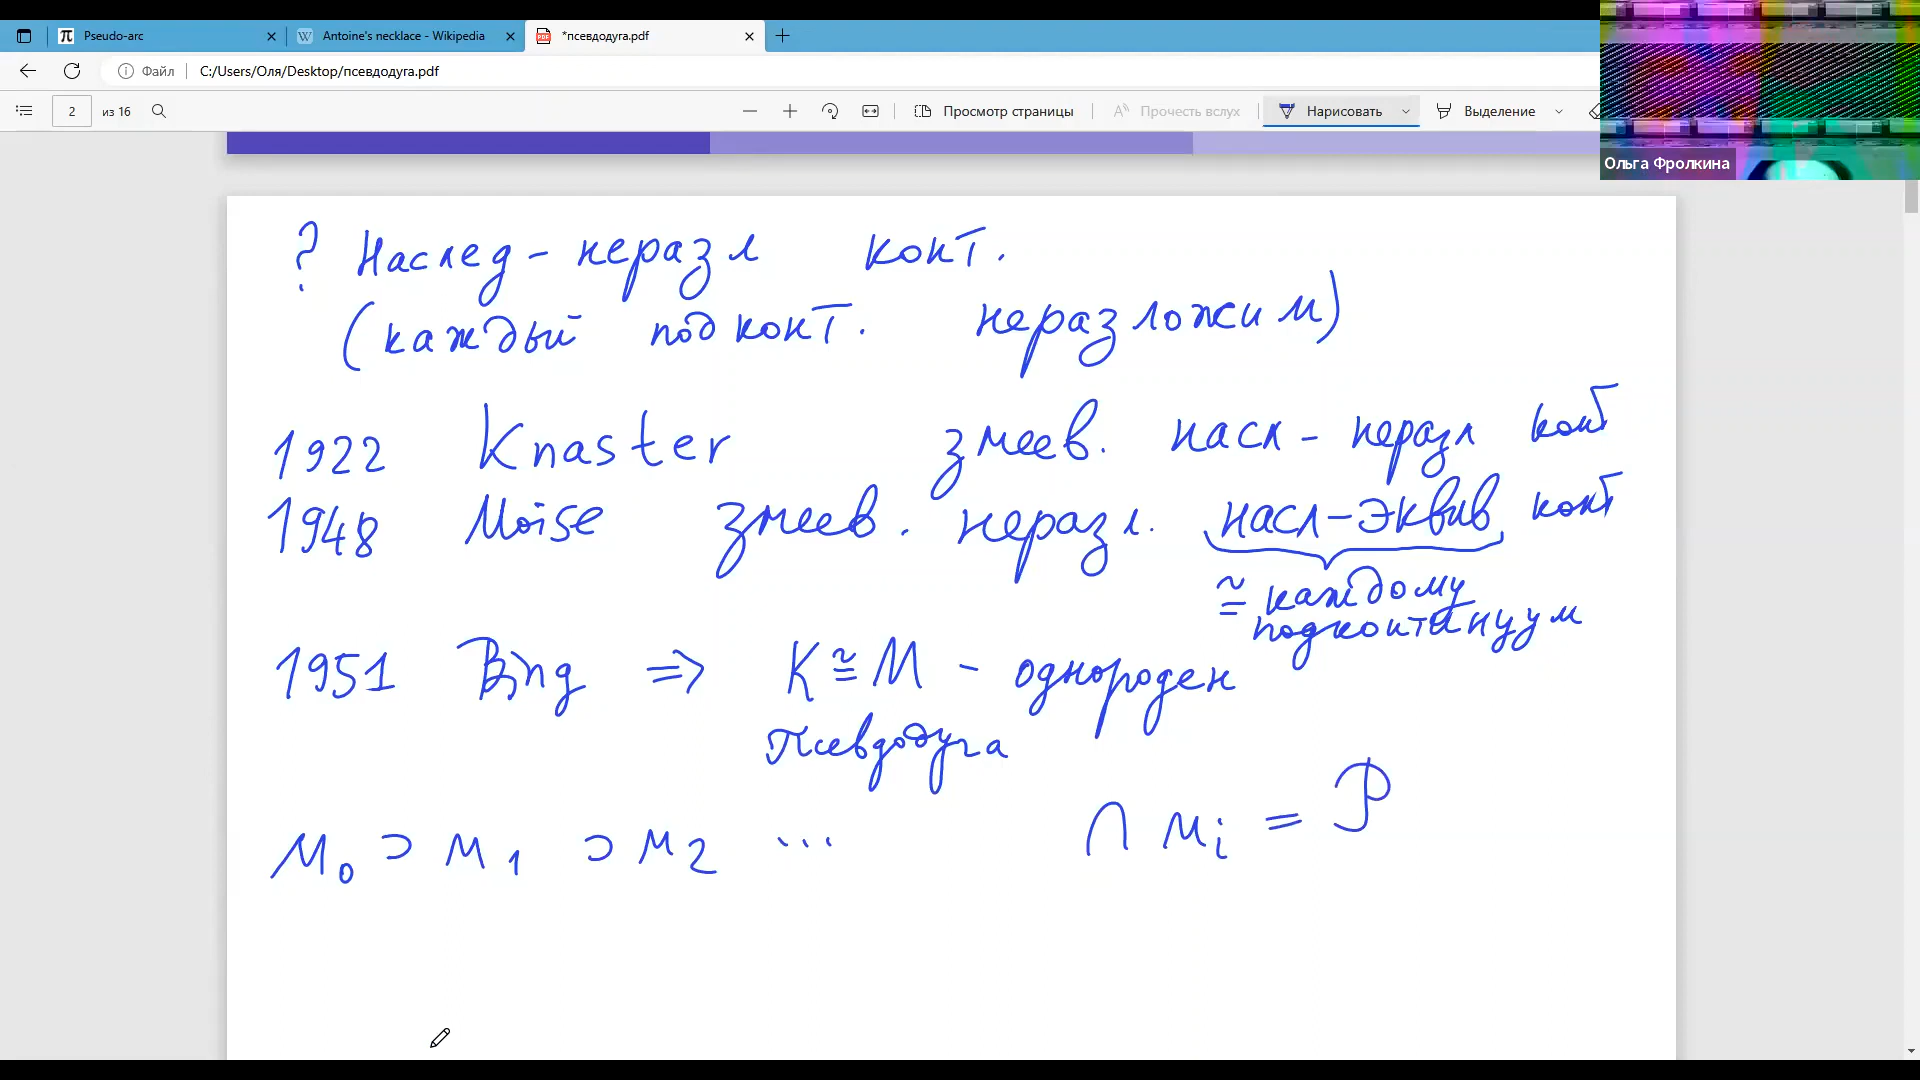 Pseudo-arc
Antoine's necklace - Wikipedia
*псевдодуга.pdf
Файл
C:/Users/Оля/Desktop/псевдодуга.pdf
2 из 16
Просмотр страницы
Прочесть вслух
Нарисовать
Выделение
Ольга Фролкина
? Наслед-неразл конт.
(каждый подконт. неразложим)
1922 Knaster змеев. насл-неразл конт
1948 Moise змеев. неразл. насл-эквив конт
≅ каждому
подконтинуум
1951 Bing ⇒ K ≅ M - однороден
псевдодуга
M₀ ⊃ M₁ ⊃ M₂ ... ∩ Mᵢ = P